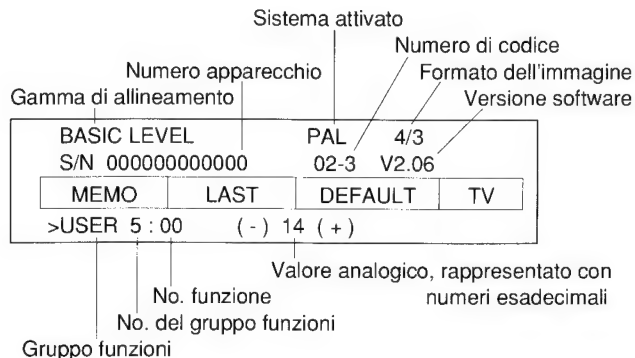 Sistema attivato
Numero di codice
Numero apparecchio
Formato dell'immagine
Gamma di allineamento
Versione software
BASIC LEVEL PAL 4/3
S/N 000000000000 02-3 V2.06
MEMO LAST DEFAULT TV
>USER 5 : 00 ( - ) 14 ( + )
Valore analogico, rappresentato con
numeri esadecimali
No. funzione
No. del gruppo funzioni
Gruppo funzioni